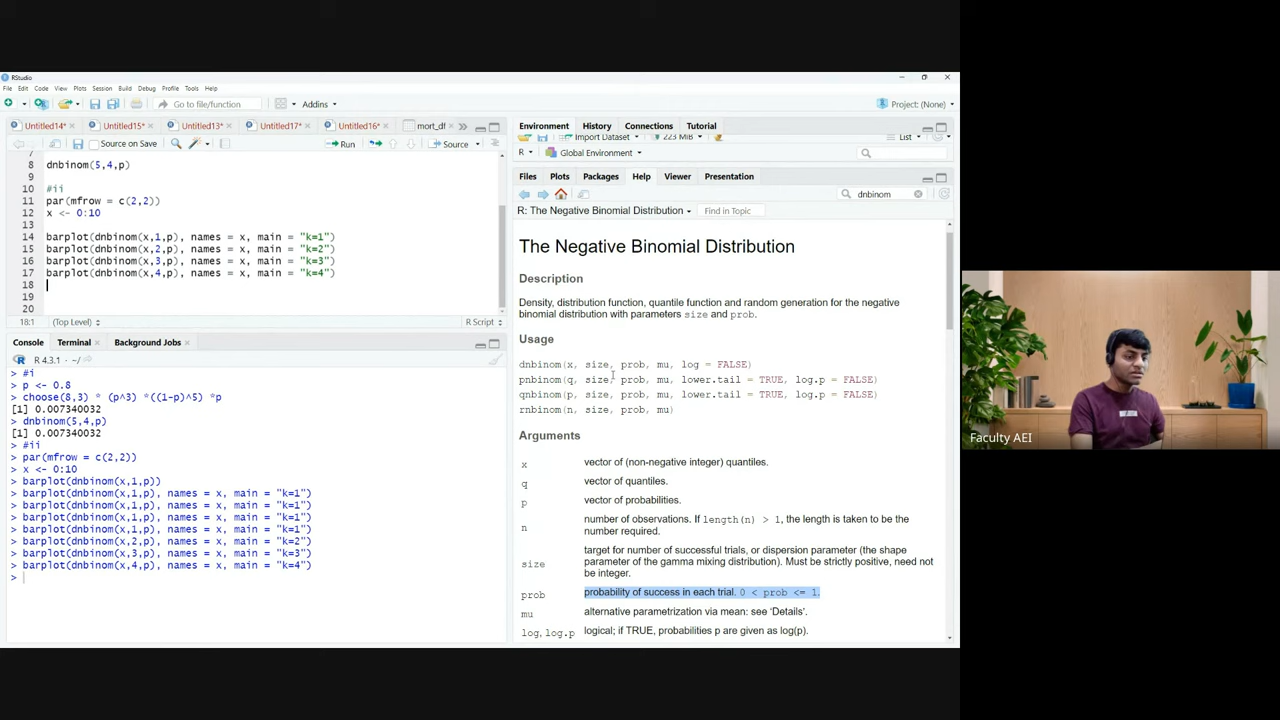 RStudio
File Edit Code View Plots Session Build Debug Profile Tools Help
Go to file/function Addins Project: (None)
Untitled14* Untitled15* Untitled13* Untitled17* Untitled16* mort_df
Source on Save Run Source
7
8 dnbinom(5,4,p)
9
10 #ii
11 par(mfrow = c(2,2))
12 x <- 0:10
13
14 barplot(dnbinom(x,1,p), names = x, main = "k=1")
15 barplot(dnbinom(x,2,p), names = x, main = "k=2")
16 barplot(dnbinom(x,3,p), names = x, main = "k=3")
17 barplot(dnbinom(x,4,p), names = x, main = "k=4")
18
19
20
18:1 (Top Level) R Script
Console Terminal Background Jobs
R 4.3.1 · ~/
> #i
> p <- 0.8
> choose(8,3) * (p^3) *((1-p)^5) *p
[1] 0.007340032
> dnbinom(5,4,p)
[1] 0.007340032
> #ii
> par(mfrow = c(2,2))
> x <- 0:10
> barplot(dnbinom(x,1,p))
> barplot(dnbinom(x,1,p), names = x, main = "k=1")
> barplot(dnbinom(x,1,p), names = x, main = "k=1")
> barplot(dnbinom(x,1,p), names = x, main = "k=1")
> barplot(dnbinom(x,1,p), names = x, main = "k=1")
> barplot(dnbinom(x,2,p), names = x, main = "k=2")
> barplot(dnbinom(x,3,p), names = x, main = "k=3")
> barplot(dnbinom(x,4,p), names = x, main = "k=4")
>
Environment History Connections Tutorial
Import Dataset 223 MiB List
R Global Environment
Files Plots Packages Help Viewer Presentation
dnbinom
R: The Negative Binomial Distribution Find in Topic
The Negative Binomial Distribution
Description
Density, distribution function, quantile function and random generation for the negative
binomial distribution with parameters size and prob.
Usage
dnbinom(x, size, prob, mu, log = FALSE)
pnbinom(q, size, prob, mu, lower.tail = TRUE, log.p = FALSE)
qnbinom(p, size, prob, mu, lower.tail = TRUE, log.p = FALSE)
rnbinom(n, size, prob, mu)
Arguments
x vector of (non-negative integer) quantiles.
q vector of quantiles.
p vector of probabilities.
n number of observations. If length(n) > 1, the length is taken to be the
number required.
size target for number of successful trials, or dispersion parameter (the
shape parameter of the gamma mixing distribution). Must be strictly positive, need not
be integer.
prob probability of success in each trial. 0 < prob <= 1.
mu alternative parametrization via mean: see ‘Details’.
log, log.p logical; if TRUE, probabilities p are given as log(p).
Faculty AEI